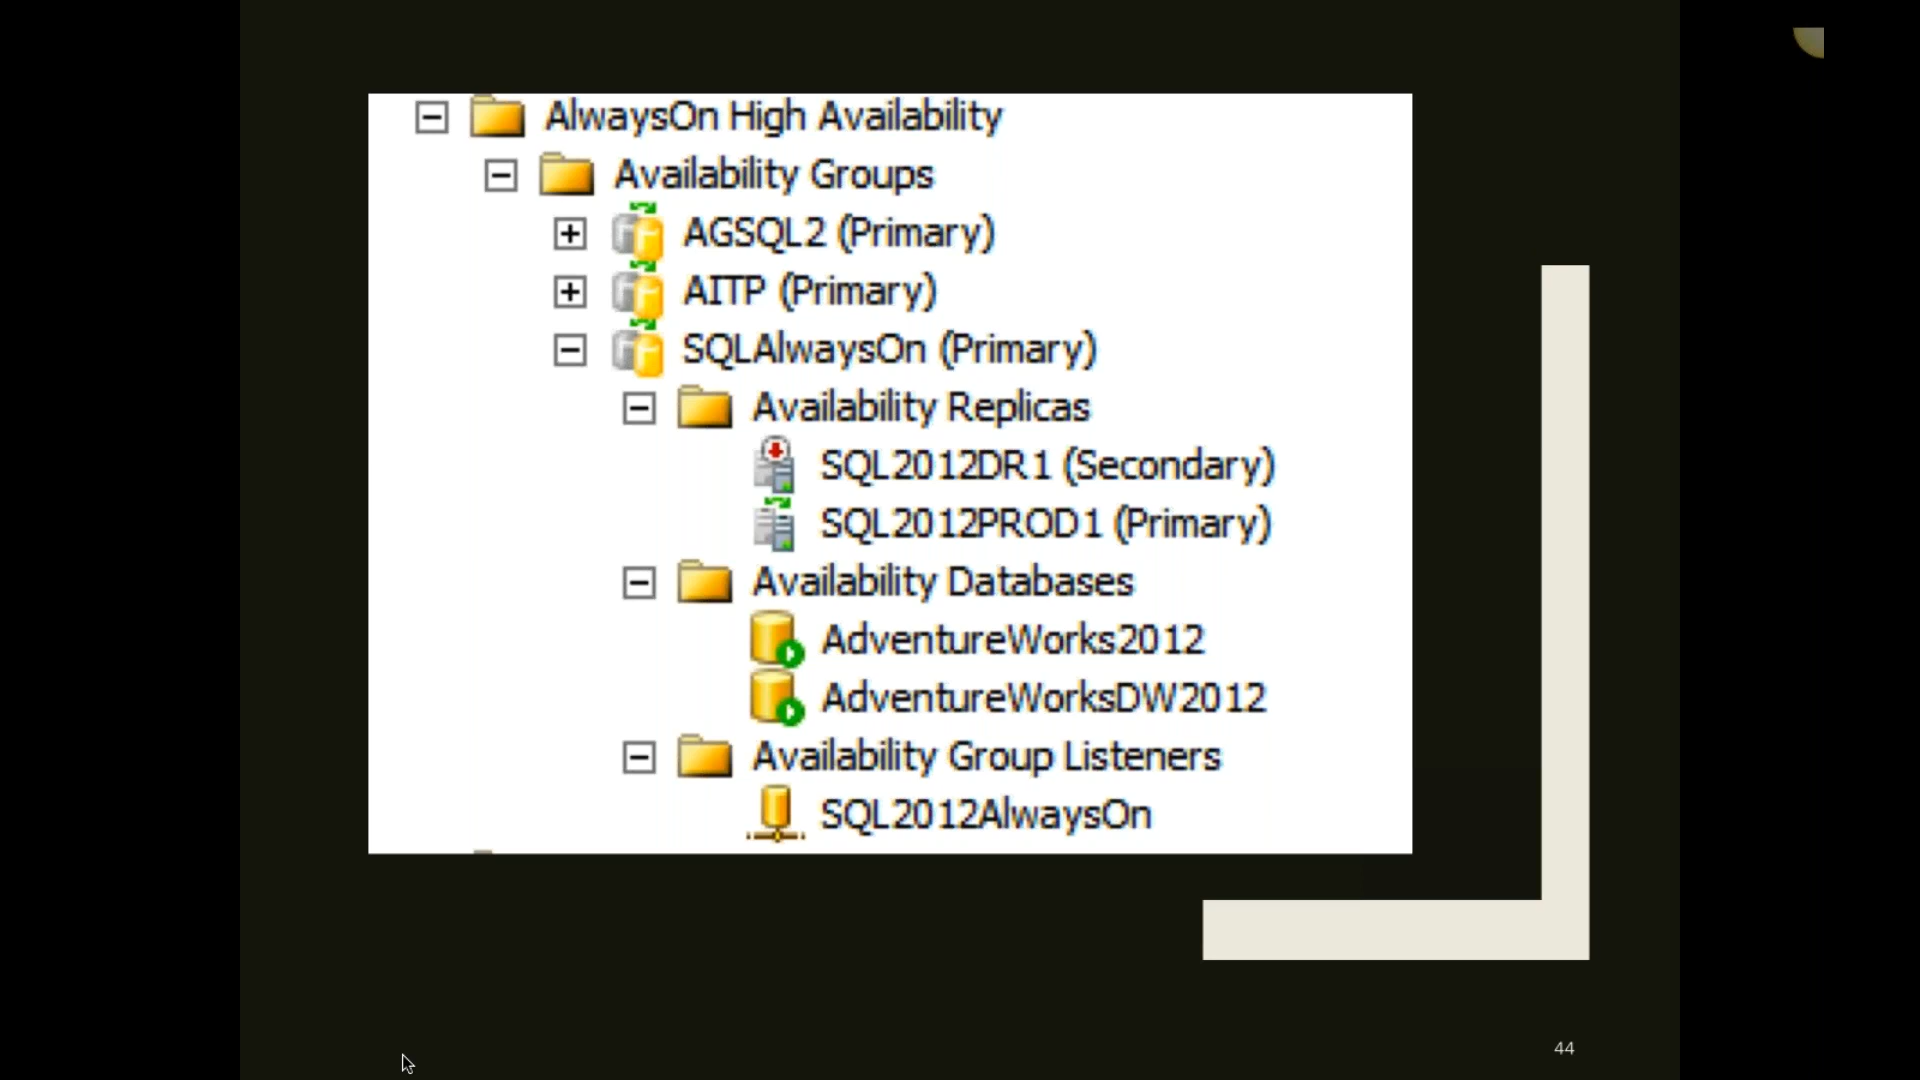 AlwaysOn High Availability
Availability Groups
AGSQL2 (Primary)
AITP (Primary)
SQLAlwaysOn (Primary)
Availability Replicas
SQL2012DR1 (Secondary)
SQL2012PROD1 (Primary)
Availability Databases
AdventureWorks2012
AdventureWorksDW2012
Availability Group Listeners
SQL2012AlwaysOn
44